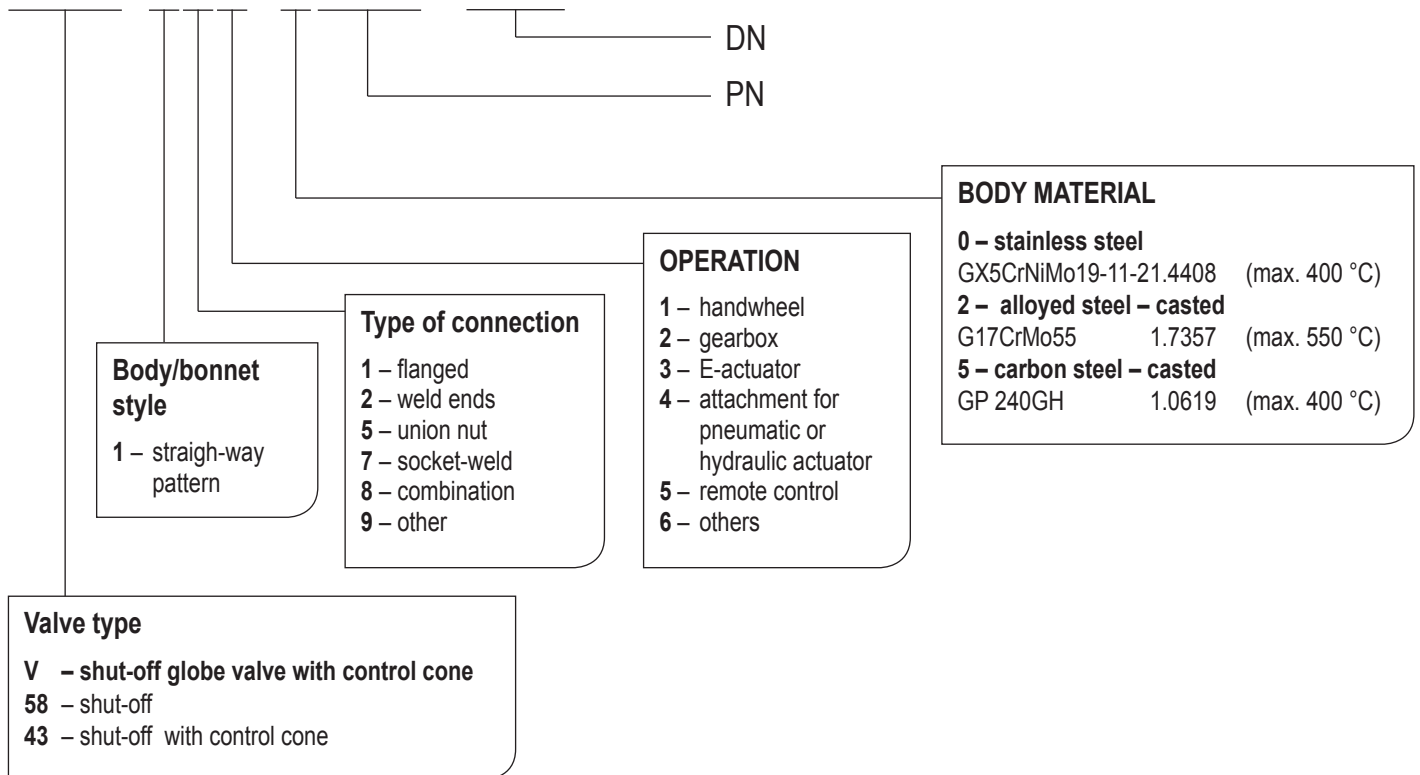 DN
PN
BODY MATERIAL
0 – stainless steel
GX5CrNiMo19-11-21.4408 (max. 400 °C)
2 – alloyed steel – casted
G17CrMo55 1.7357 (max. 550 °C)
5 – carbon steel – casted
GP 240GH 1.0619 (max. 400 °C)
OPERATION
1 – handwheel
2 – gearbox
3 – E-actuator
4 – attachment for
pneumatic or
hydraulic actuator
5 – remote control
6 – others
Type of connection
1 – flanged
2 – weld ends
5 – union nut
7 – socket-weld
8 – combination
9 – other
Body/bonnet
style
1 – straigh-way
pattern
Valve type
V – shut-off globe valve with control cone
58 – shut-off
43 – shut-off with control cone